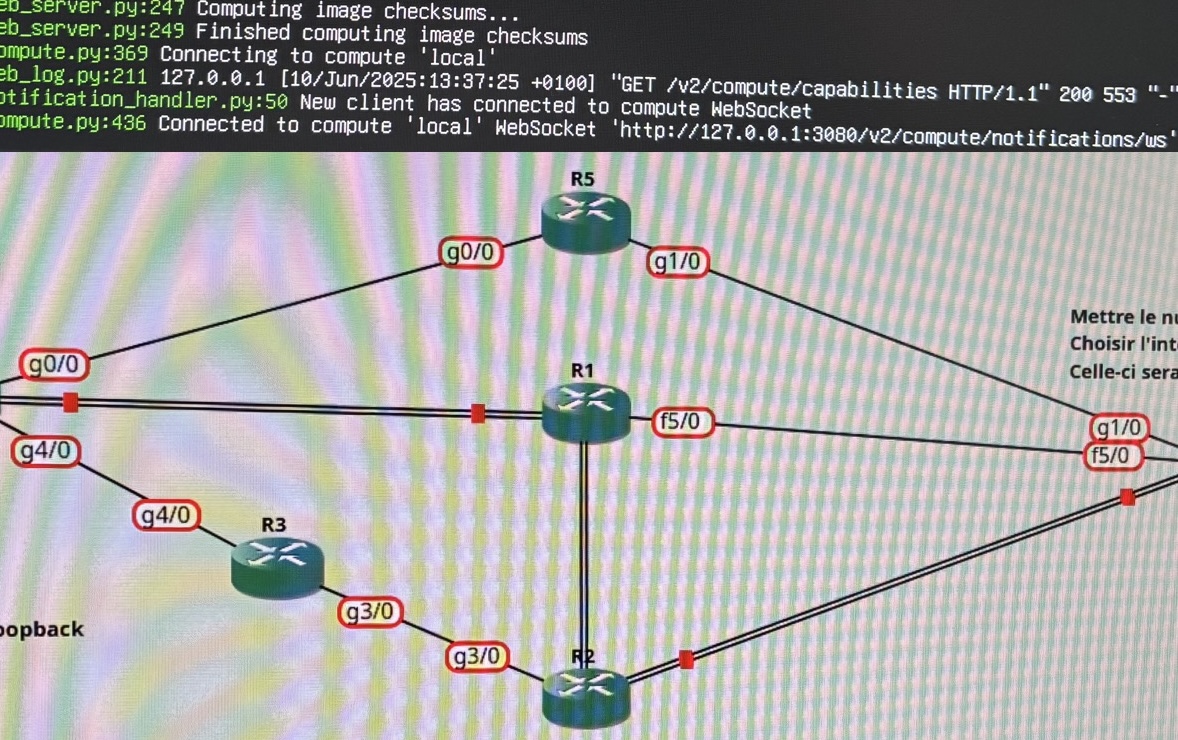 eb_server.py:247 Computing image checksums...
eb_server.py:249 Finished computing image checksums
ompute.py:369 Connecting to compute 'local'
eb_log.py:211 127.0.0.1 [10/Jun/2025:13:37:25 +0100] "GET /v2/compute/capabilities HTTP/1.1" 200 553 "-"
otification_handler.py:50 New client has connected to compute WebSocket
ompute.py:436 Connected to compute 'local' WebSocket 'http://127.0.0.1:3080/v2/compute/notifications/ws'
R5
g0/0
g1/0
Mettre le nu
Choisir l'int
Celle-ci sera
g0/0
R1
f5/0
g1/0
f5/0
g4/0
g4/0
R3
g3/0
oopback
g3/0
R2